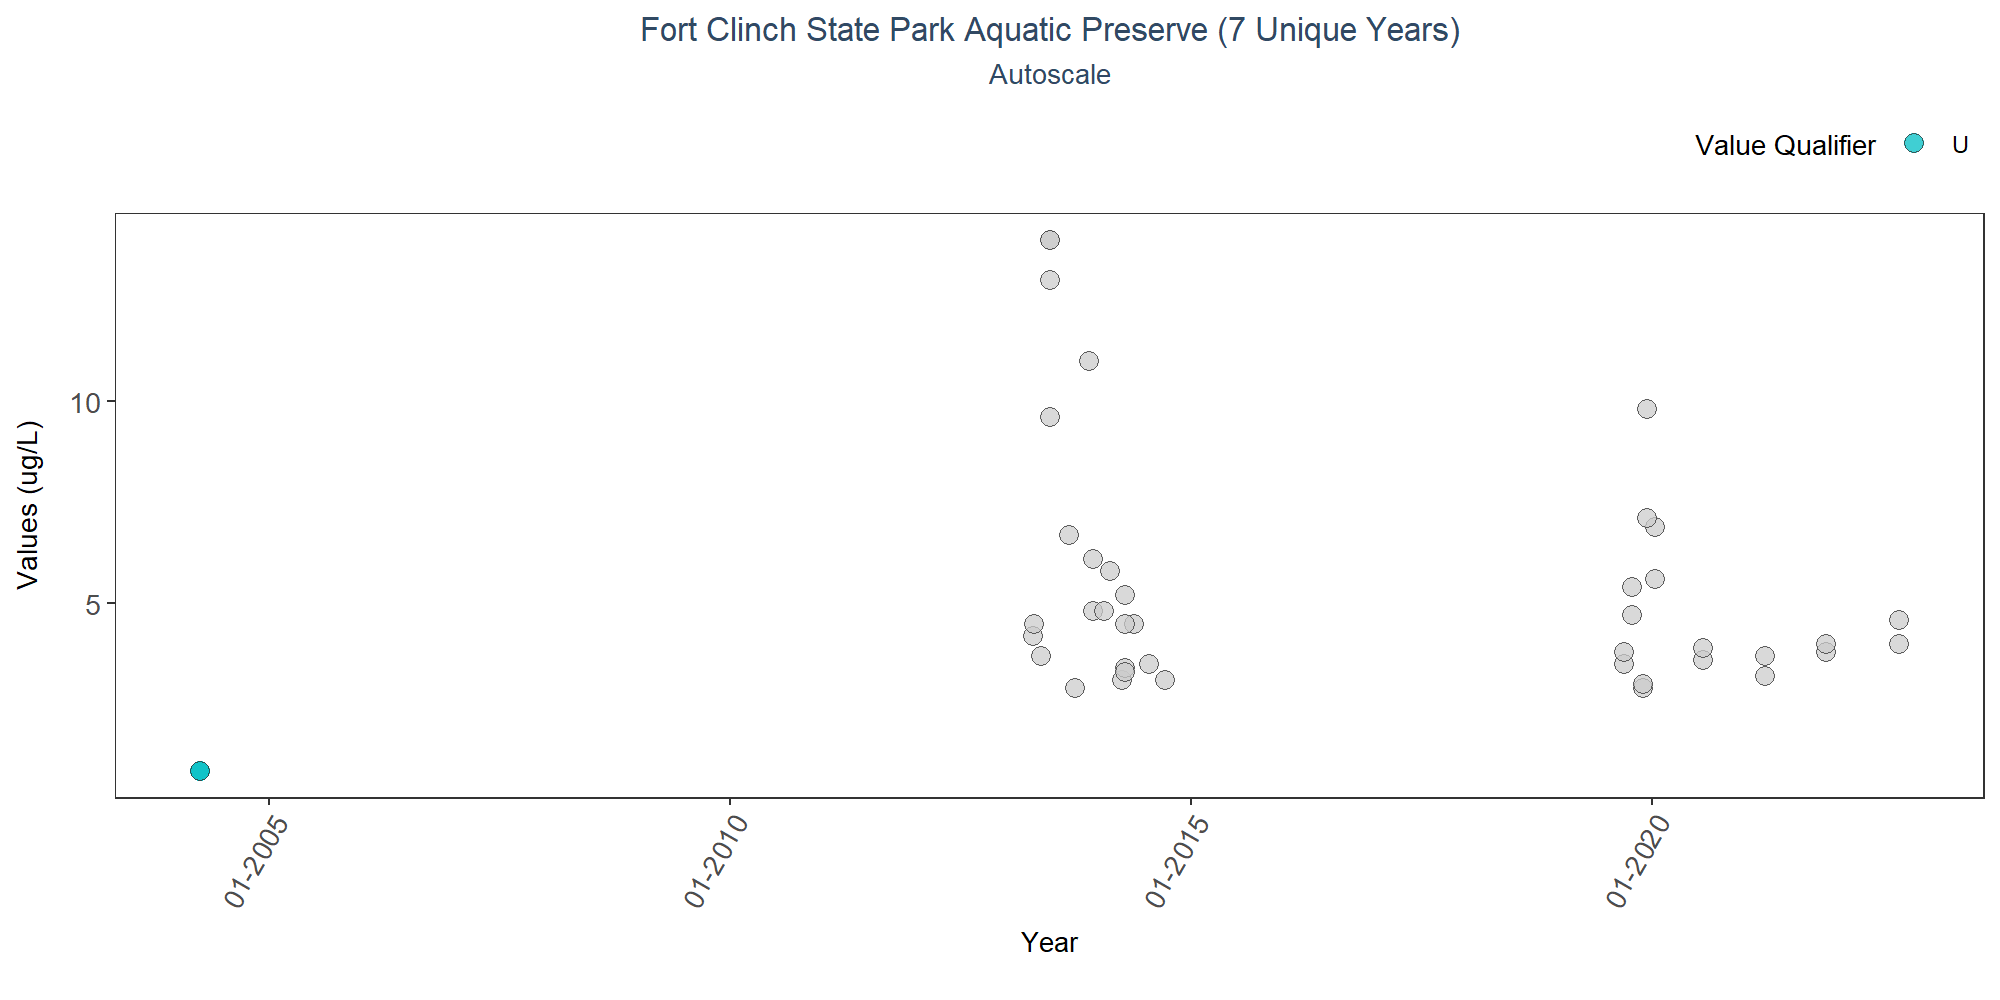 Fort Clinch State Park Aquatic Preserve (7 Unique Years)
Autoscale
Value Qualifier U
Values (ug/L)
10
5
01-2005 01-2010 01-2015 01-2020
Year